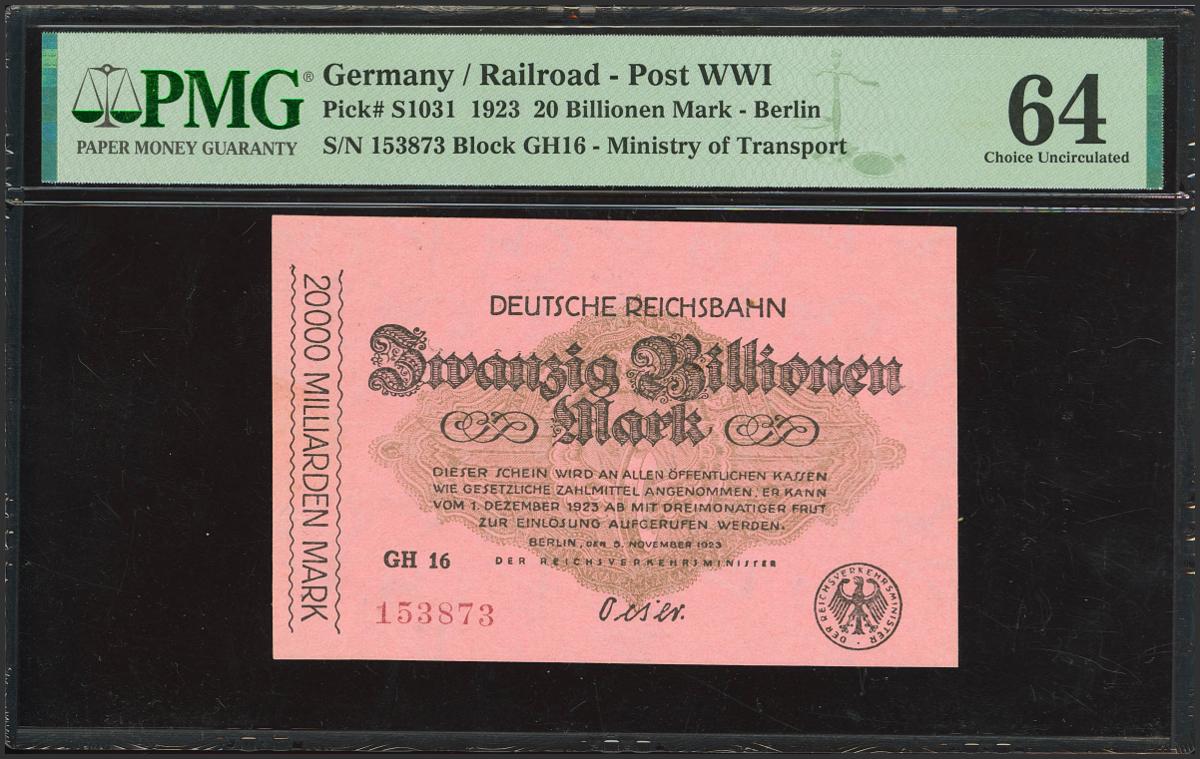 PMG®
PAPER MONEY GUARANTY
Germany / Railroad - Post WWI
Pick# S1031 1923 20 Billionen Mark - Berlin
S/N 153873 Block GH16 - Ministry of Transport
64
Choice Uncirculated
20000 MILLIARDEN MARK
DEUTSCHE REICHSBAHN
Zwanzig Billionen
Mark
DIESER SCHEIN WIRD AN ALLEN ÖFFENTLICHEN KASSEN
WIE GESETZLICHE ZAHLMITTEL ANGENOMMEN. ER KANN
VOM 1. DEZEMBER 1923 AB MIT DREIMONATIGER FRIST
ZUR EINLÖSUNG AUFGERUFEN WERDEN.
BERLIN, DEN 5. NOVEMBER 1923
DER REICHSVERKEHRSMINISTER
GH 16
153873
Oeser.
DER REICHSVERKEHRSMINISTER